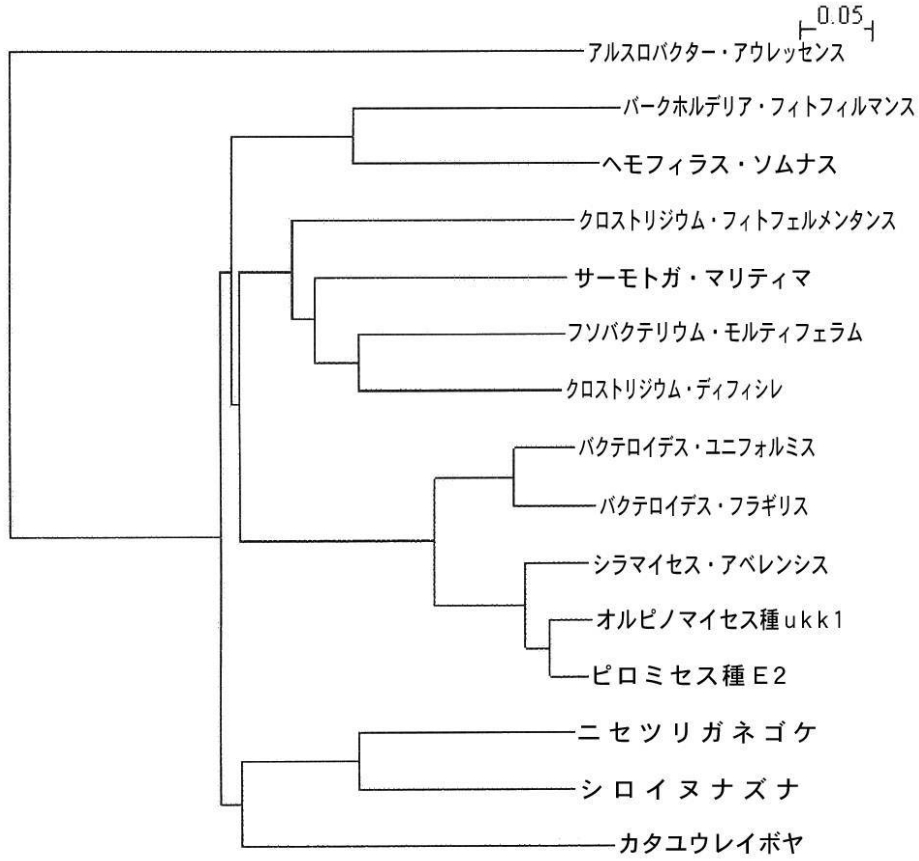 0.05
アルスロバクター・アウレッセンス
バークホルデリア・フィトフィルマンス
ヘモフィラス・ソムナス
クロストリジウム・フィトフェルメンタンス
サーモトガ・マリティマ
フソバクテリウム・モルティフェラム
クロストリジウム・ディフィシレ
バクテロイデス・ユニフォルミス
バクテロイデス・フラギリス
シラマイセス・アベレンシス
オルピノマイセス種ukk1
ピロミセス種E2
ニセツリガネゴケ
シロイヌナズナ
カタユウレイボヤ